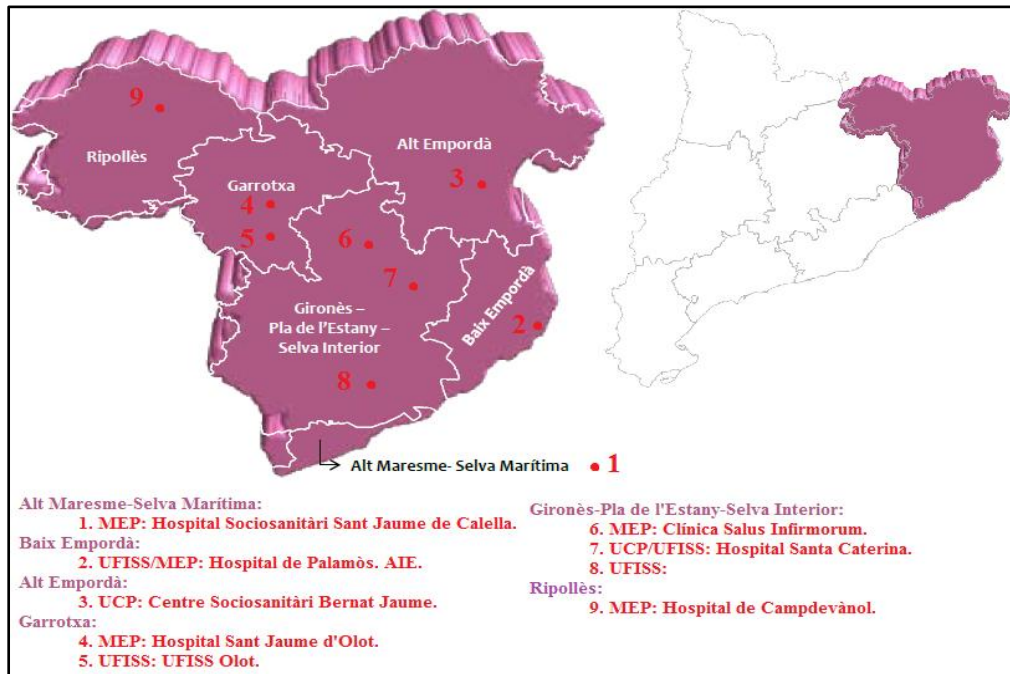 9
Ripollès
Alt Empordà
3
Garrotxa
4
5
6
7
Gironès –
Pla de l'Estany –
Selva Interior
Baix Empordà
2
8
Alt Maresme- Selva Marítima
1
Alt Maresme-Selva Marítima:
1. MEP: Hospital Sociosanitàri Sant Jaume de Calella.
Baix Empordà:
2. UFISS/MEP: Hospital de Palamòs. AIE.
Alt Empordà:
3. UCP: Centre Sociosanitàri Bernat Jaume.
Garrotxa:
4. MEP: Hospital Sant Jaume d'Olot.
5. UFISS: UFISS Olot.
Gironès-Pla de l'Estany-Selva Interior:
6. MEP: Clínica Salus Infirmorum.
7. UCP/UFISS: Hospital Santa Caterina.
8. UFISS:
Ripollès:
9. MEP: Hospital de Campdevànol.